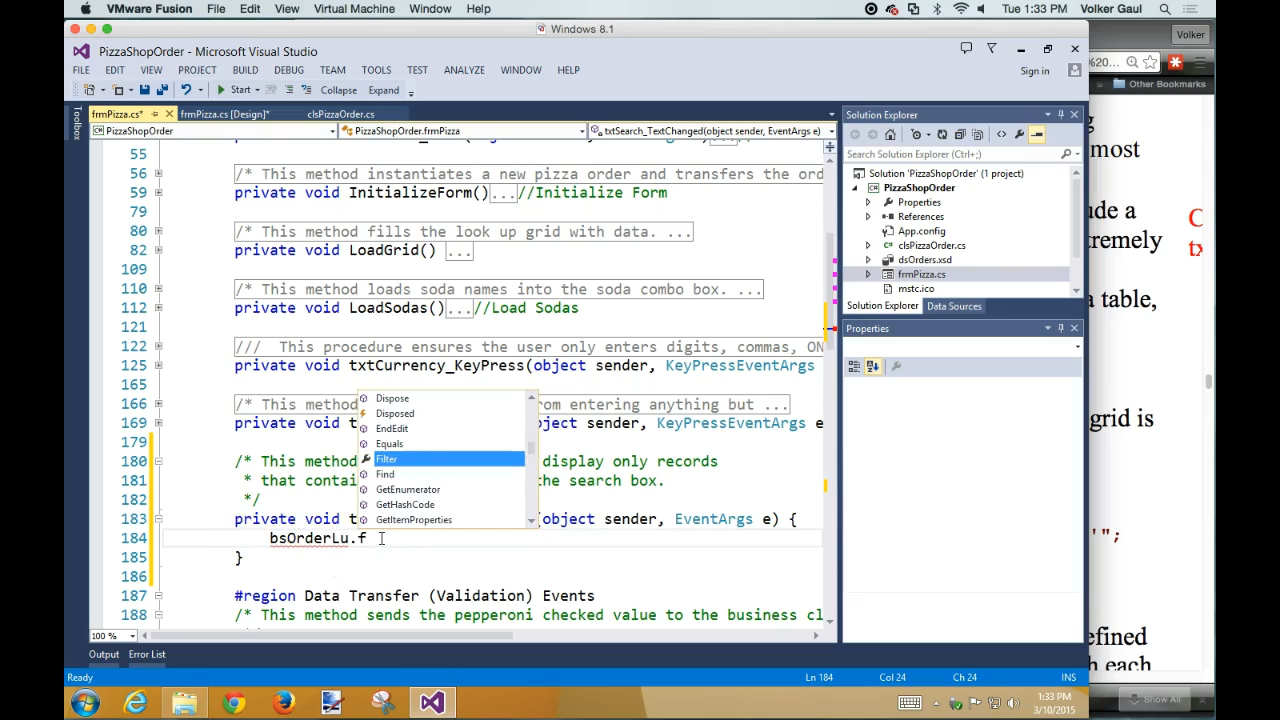 VMware Fusion File Edit View Virtual Machine Window Help Tue 1:33 PM Volker Gaul
Windows 8.1
Volker
PizzaShopOrder - Microsoft Visual Studio
FILE EDIT VIEW PROJECT BUILD DEBUG TEAM TOOLS TEST ANALYZE WINDOW HELP Sign in
Start Collapse Expands
Other Bookmarks
frmPizza.cs* frmPizza.cs [Design]* clsPizzaOrder.cs
PizzaShopOrder PizzaShopOrder.frmPizza txtSearch_TextChanged(object sender, EventArgs e)
Toolbox
55
56 /* This method instantiates a new pizza order and transfers the ord
59 private void InitializeForm()...//Initialize Form
79
80 /* This method fills the look up grid with data. ...
82 private void LoadGrid() ...
109
110 /* This method loads soda names into the soda combo box. ...
112 private void LoadSodas()...//Load Sodas
121
122 /// This procedure ensures the user only enters digits, commas, ON
125 private void txtCurrency_KeyPress(object sender, KeyPressEventArgs
165
166 /* This method rom entering anything but ...
169 private void t object sender, KeyPressEventArgs e
179
180 /* This method display only records
181 * that contai the search box.
182 */
183 private void t (object sender, EventArgs e) {
184 bsOrderLu.f
185 }
186
187 #region Data Transfer (Validation) Events
188 /* This method sends the pepperoni checked value to the business cl
Dispose
Disposed
EndEdit
Equals
Filter
Find
GetEnumerator
GetHashCode
GetItemProperties
100 %
Output Error List
Ready Ln 184 Col 24 Ch 24 INS
Solution Explorer
Search Solution Explorer (Ctrl+;)
Solution 'PizzaShopOrder' (1 project)
PizzaShopOrder
Properties
References
App.config
clsPizzaOrder.cs
dsOrders.xsd
frmPizza.cs
mstc.ico
Solution Explorer Data Sources
Properties
most
ude a
tremely
a table,
grid is
'";
efined
h each
Show All
1:33 PM
3/10/2015